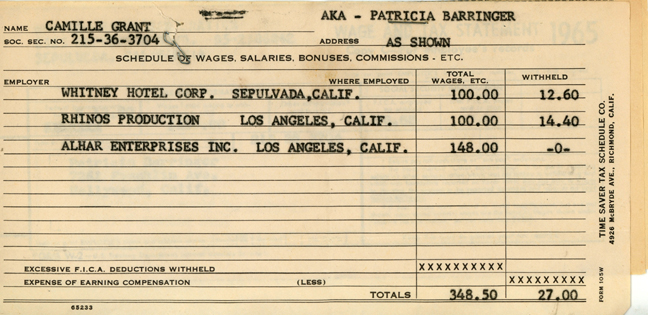 NAME CAMILLE GRANT AKA - PATRICIA BARRINGER
SOC. SEC. NO. 215-36-3704 ADDRESS AS SHOWN
SCHEDULE OF WAGES, SALARIES, BONUSES, COMMISSIONS - ETC.
EMPLOYER WHERE EMPLOYED TOTAL WAGES, ETC. WITHHELD
WHITNEY HOTEL CORP. SEPULVADA,CALIF. 100.00 12.60
RHINOS PRODUCTION LOS ANGELES, CALIF. 100.00 14.40
ALHAR ENTERPRISES INC. LOS ANGELES, CALIF. 148.00 -0-
EXCESSIVE F.I.C.A. DEDUCTIONS WITHHELD XXXXXXXXXX
EXPENSE OF EARNING COMPENSATION (LESS) XXXXXXXXX
TOTALS 348.50 27.00
65233
TIME SAVER TAX SCHEDULE CO.
4926 McBRYDE AVE., RICHMOND, CALIF.
FORM 105W